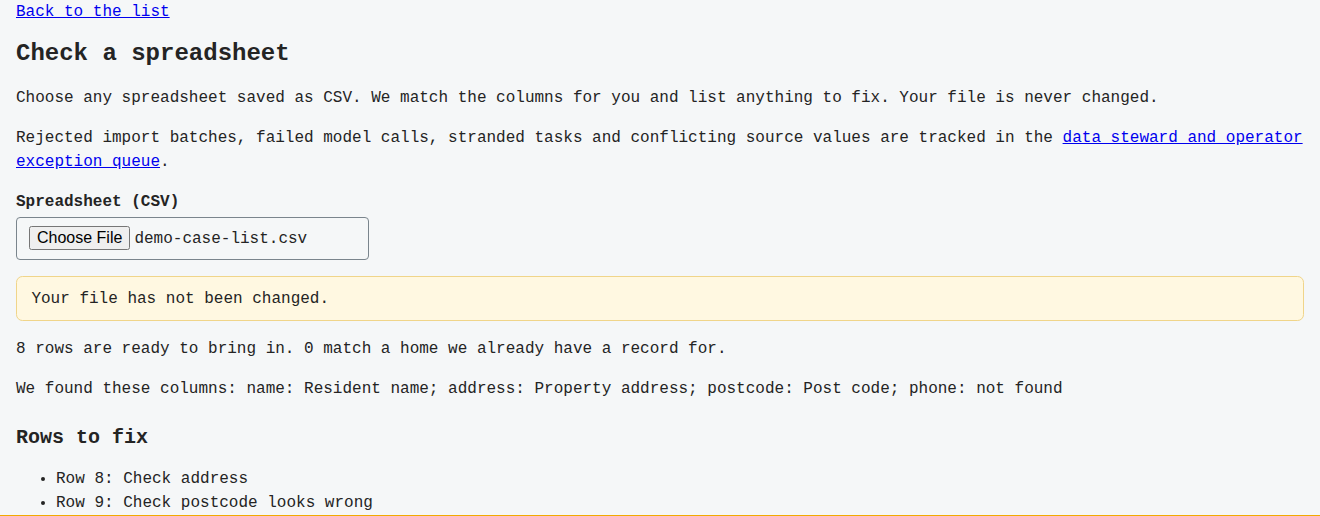 Back to the list
Check a spreadsheet
Choose any spreadsheet saved as CSV. We match the columns for you and list anything to fix. Your file is never changed.
Rejected import batches, failed model calls, stranded tasks and conflicting source values are tracked in the data steward and operator
exception queue.
Spreadsheet (CSV)
Choose File demo-case-list.csv
Your file has not been changed.
8 rows are ready to bring in. 0 match a home we already have a record for.
We found these columns: name: Resident name; address: Property address; postcode: Post code; phone: not found
Rows to fix
• Row 8: Check address
• Row 9: Check postcode looks wrong